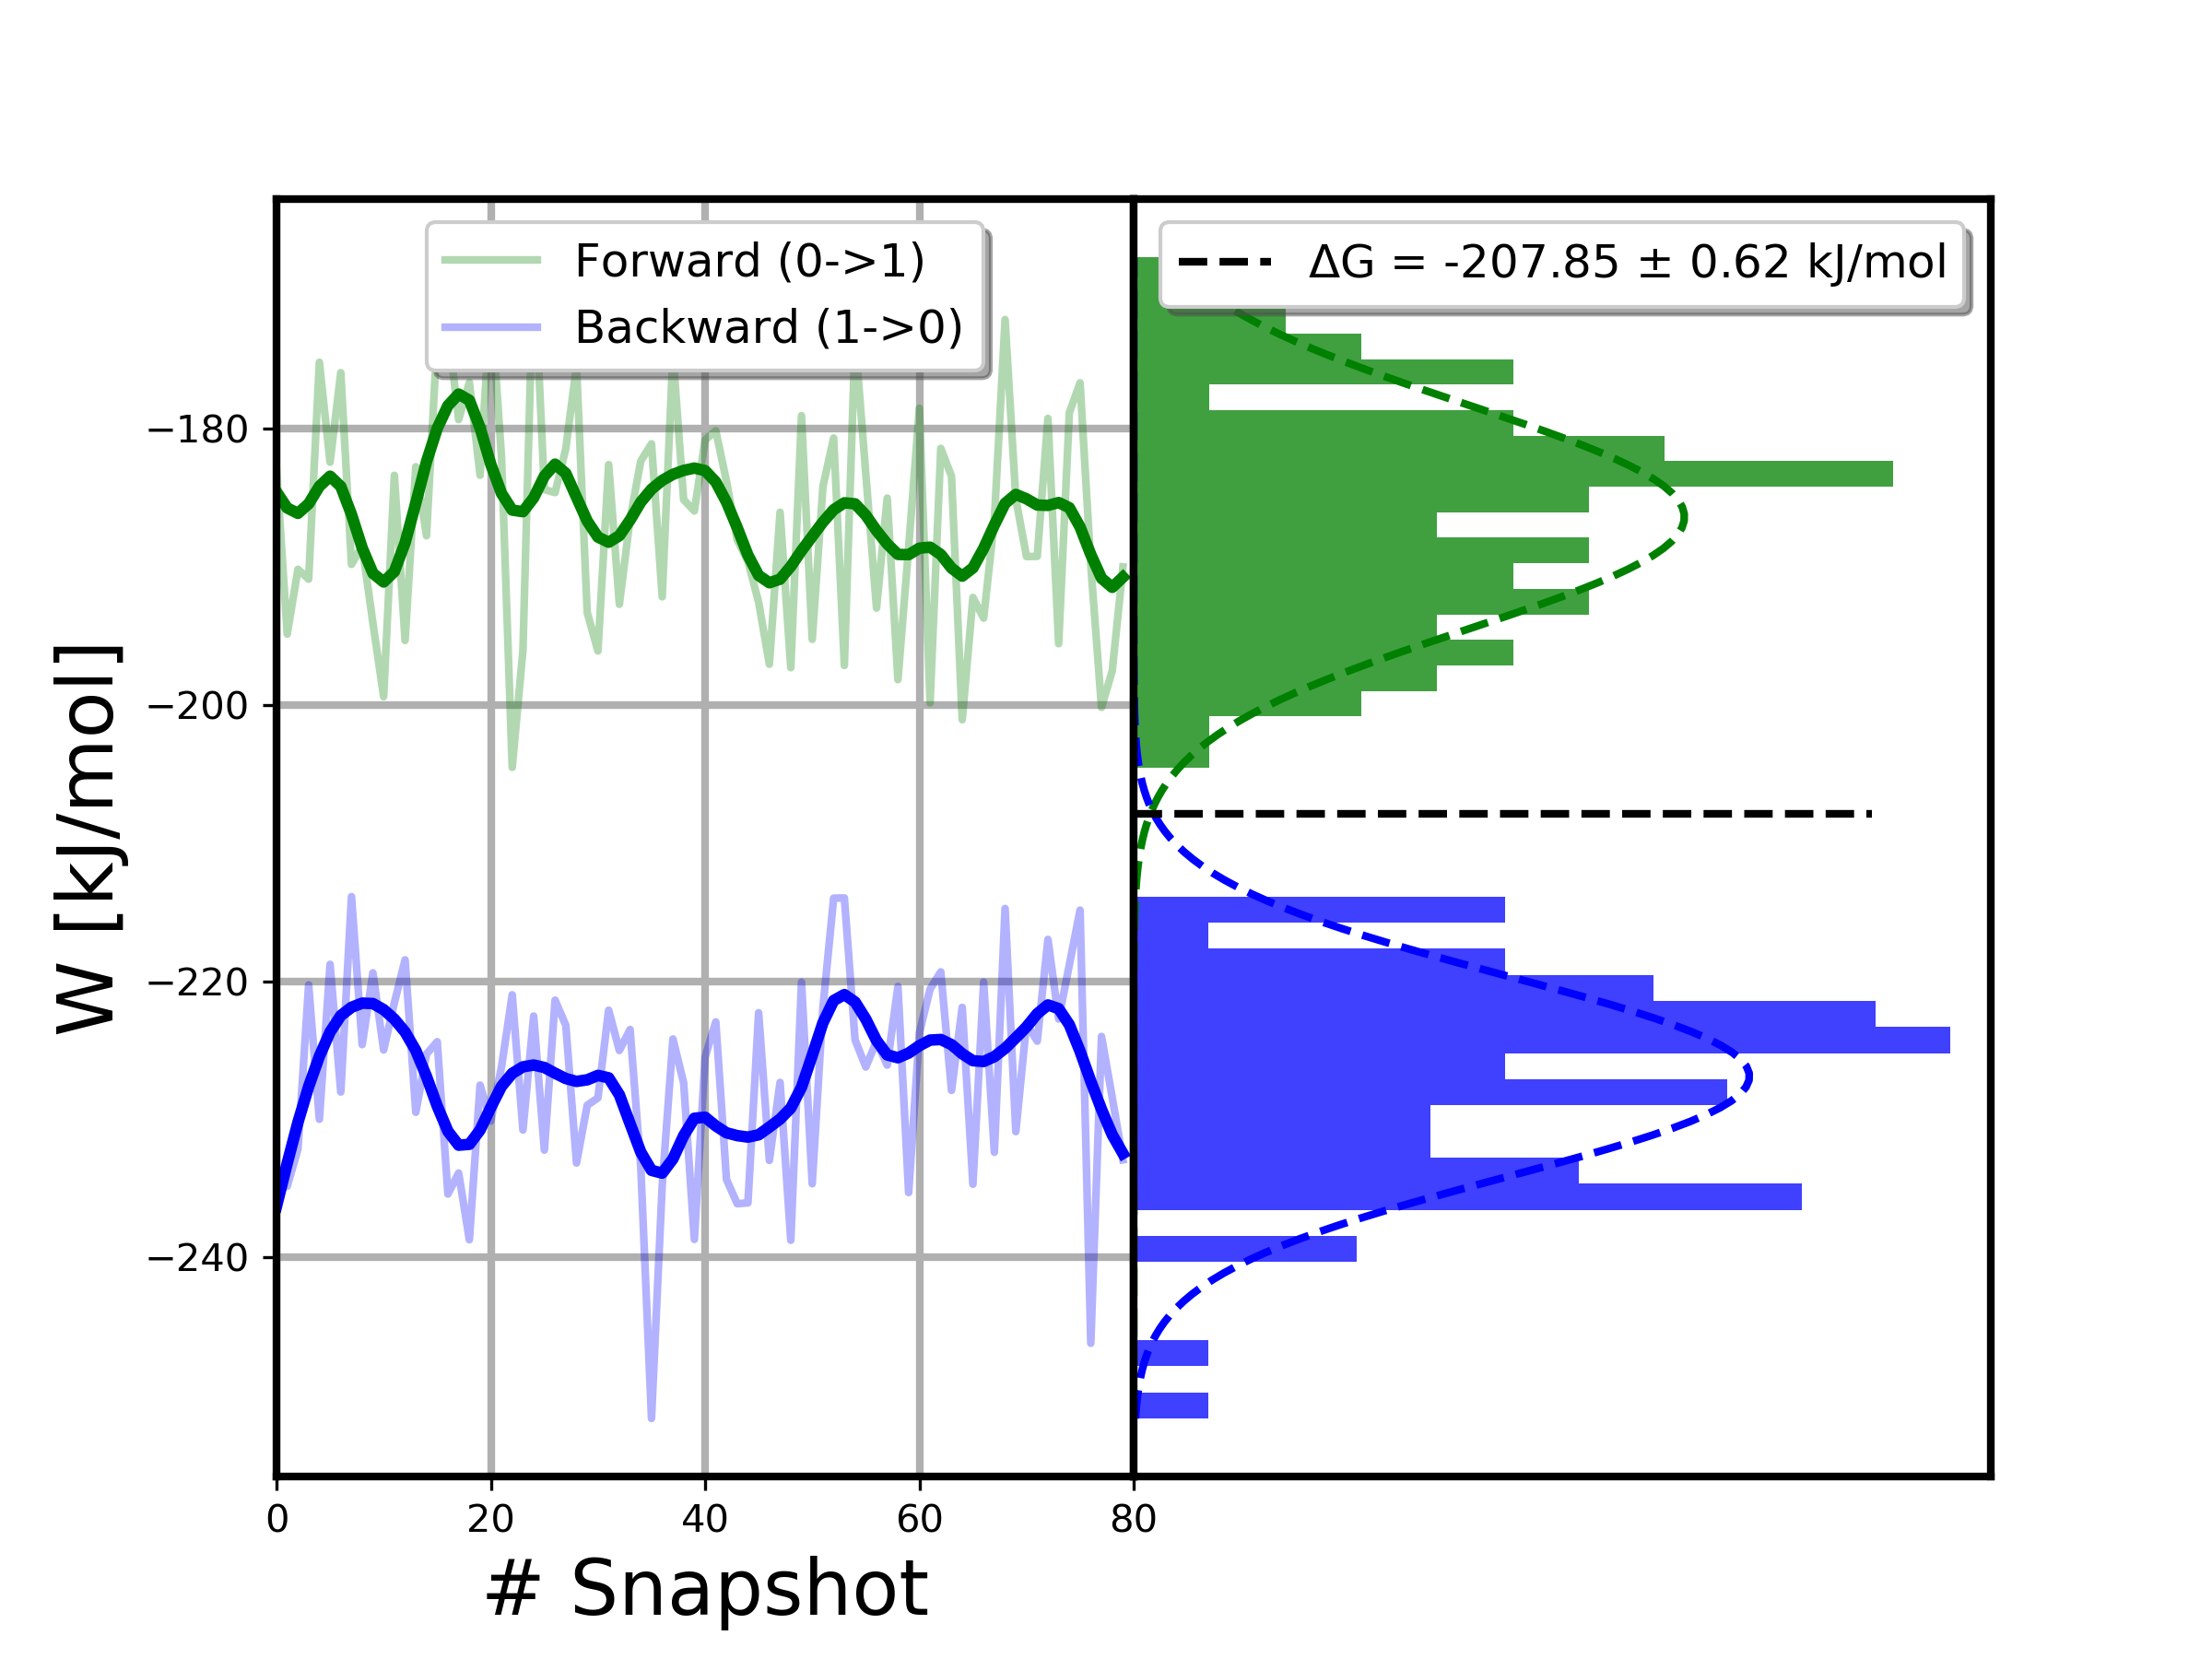 Forward (0->1)
Backward (1->0)
ΔG = -207.85 ± 0.62 kJ/mol
W [kJ/mol]
−180
−200
−220
−240
0 20 40 60 80
# Snapshot